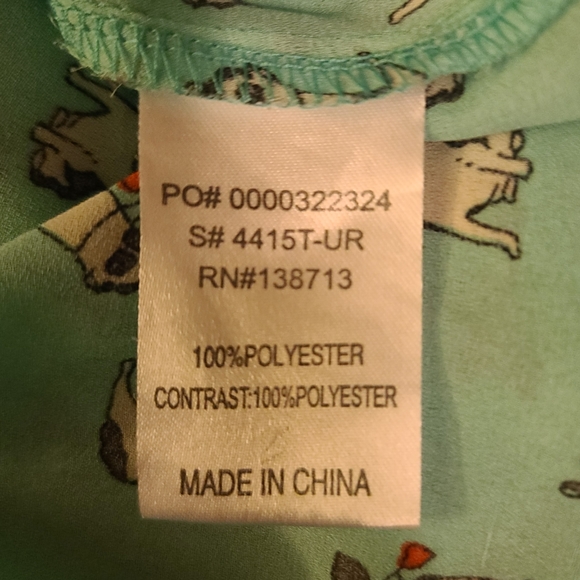 PO# 0000322324
S# 4415T-UR
RN#138713
100%POLYESTER
CONTRAST:100%POLYESTER
MADE IN CHINA